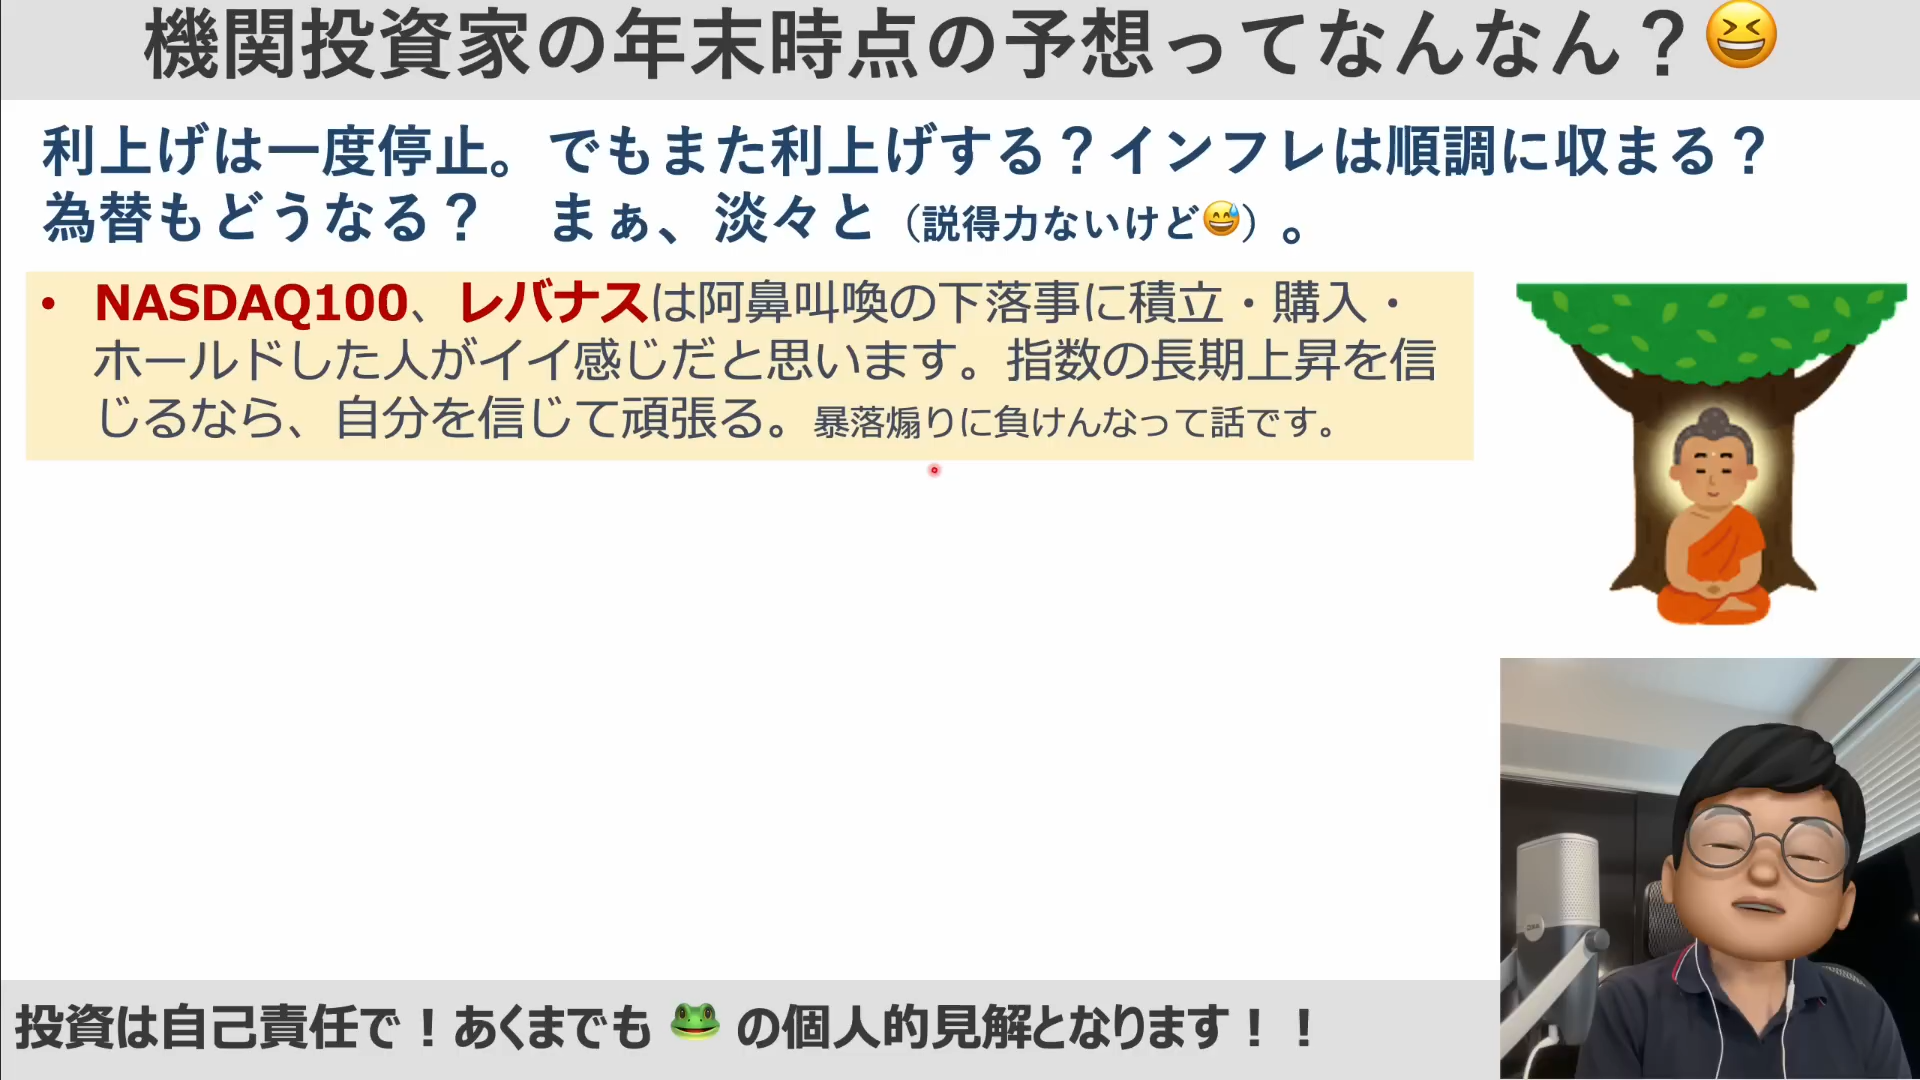 機関投資家の年末時点の予想ってなんなん？😆
利上げは一度停止。でもまた利上げする？インフレは順調に収まる？
為替もどうなる？　まぁ、淡々と（説得力ないけど😅）。
• NASDAQ100、レバナスは阿鼻叫喚の下落事に積立・購入・
ホールドした人がイイ感じだと思います。指数の長期上昇を信
じるなら、自分を信じて頑張る。暴落煽りに負けんなって話です。
投資は自己責任で！あくまでも🐸の個人的見解となります！！